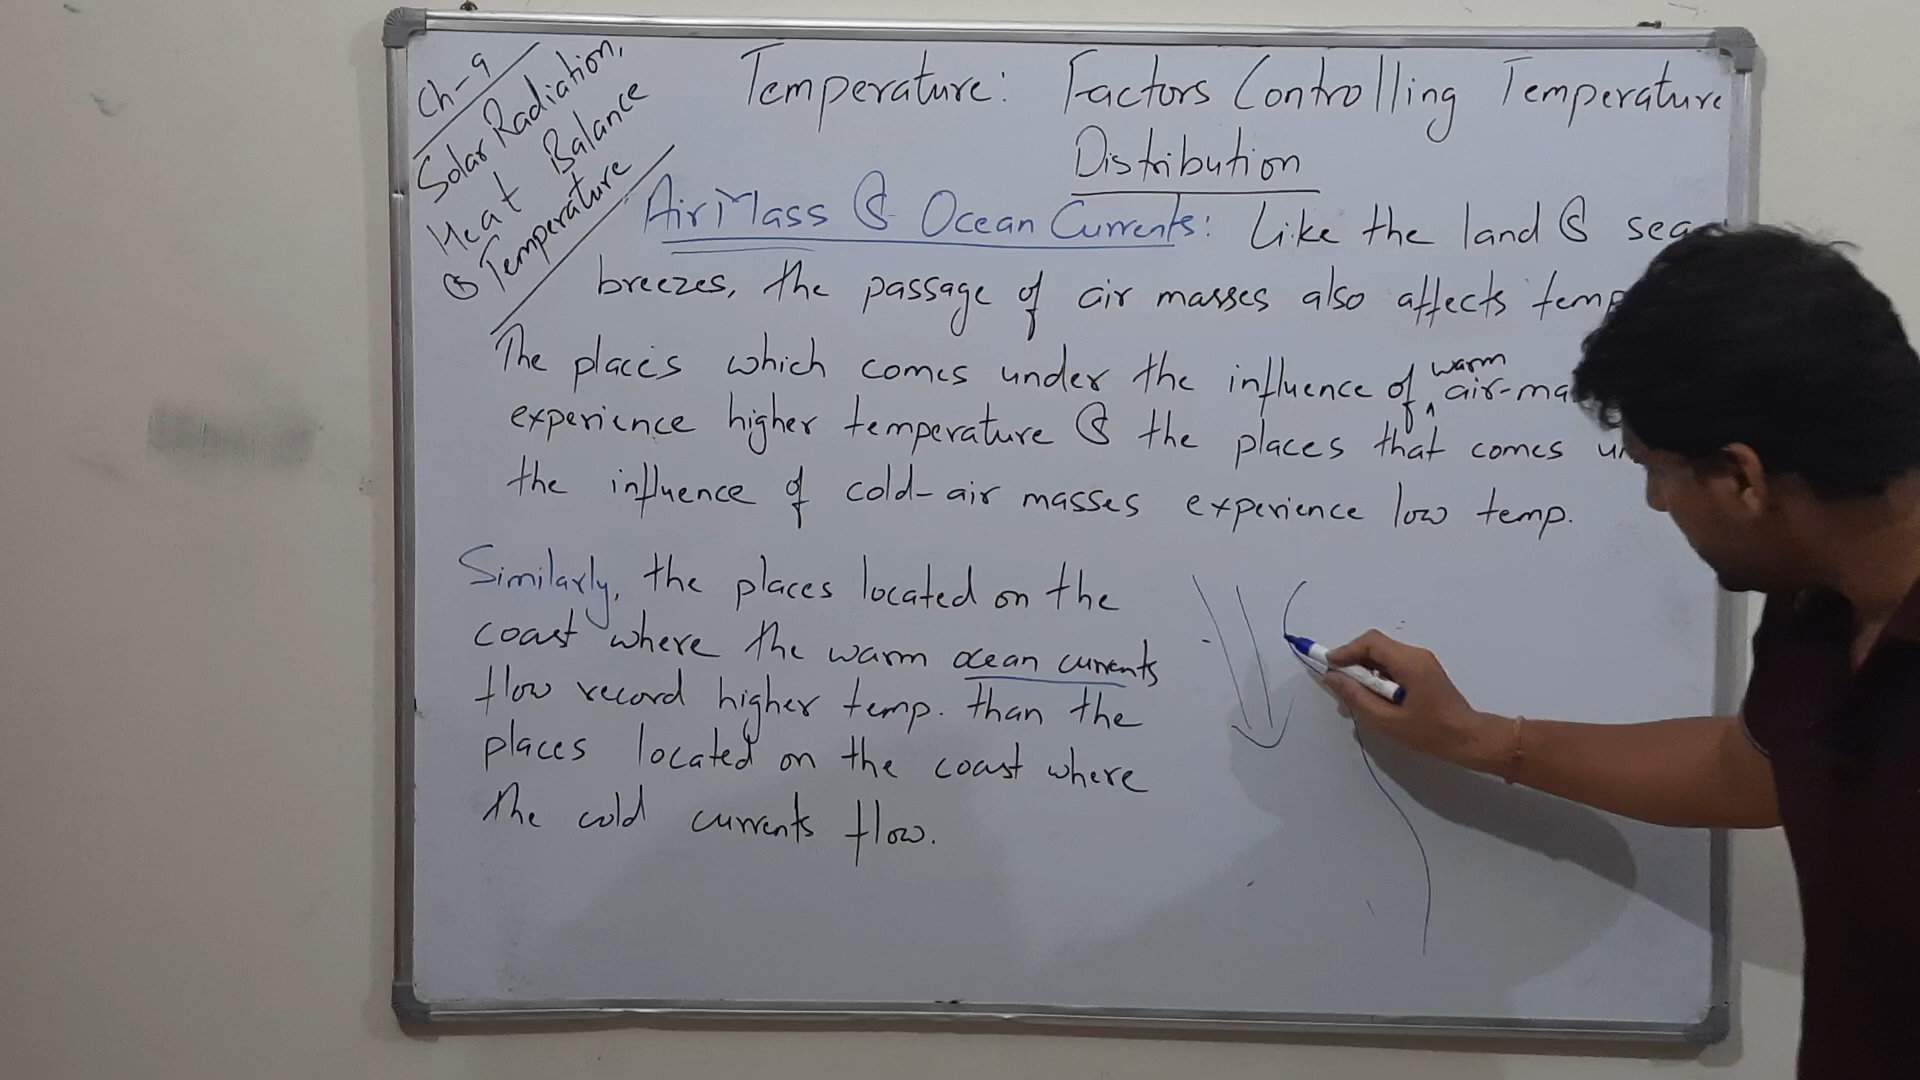 Ch-9
Solar Radiation,
Heat Balance
& Temperature
Temperature: Factors Controlling Temperature
Distribution
Air Mass & Ocean Currents: Like the land & sea
breezes, the passage of air masses also affects temp
The places which comes under the influence of warm air-ma
experience higher temperature & the places that comes
the influence of cold-air masses experience low temp.
Similarly, the places located on the
coast where the warm ocean currents
flow record higher temp. than the
places located on the coast where
the cold currents flow.